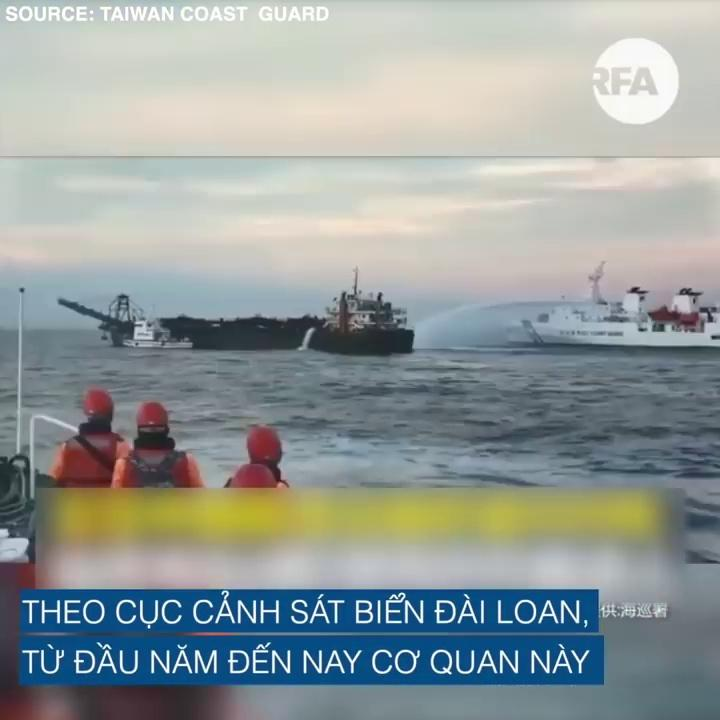 SOURCE: TAIWAN COAST GUARD
RFA
THEO CỤC CẢNH SÁT BIỂN ĐÀI LOAN,
供:海巡署
TỪ ĐẦU NĂM ĐẾN NAY CƠ QUAN NÀY